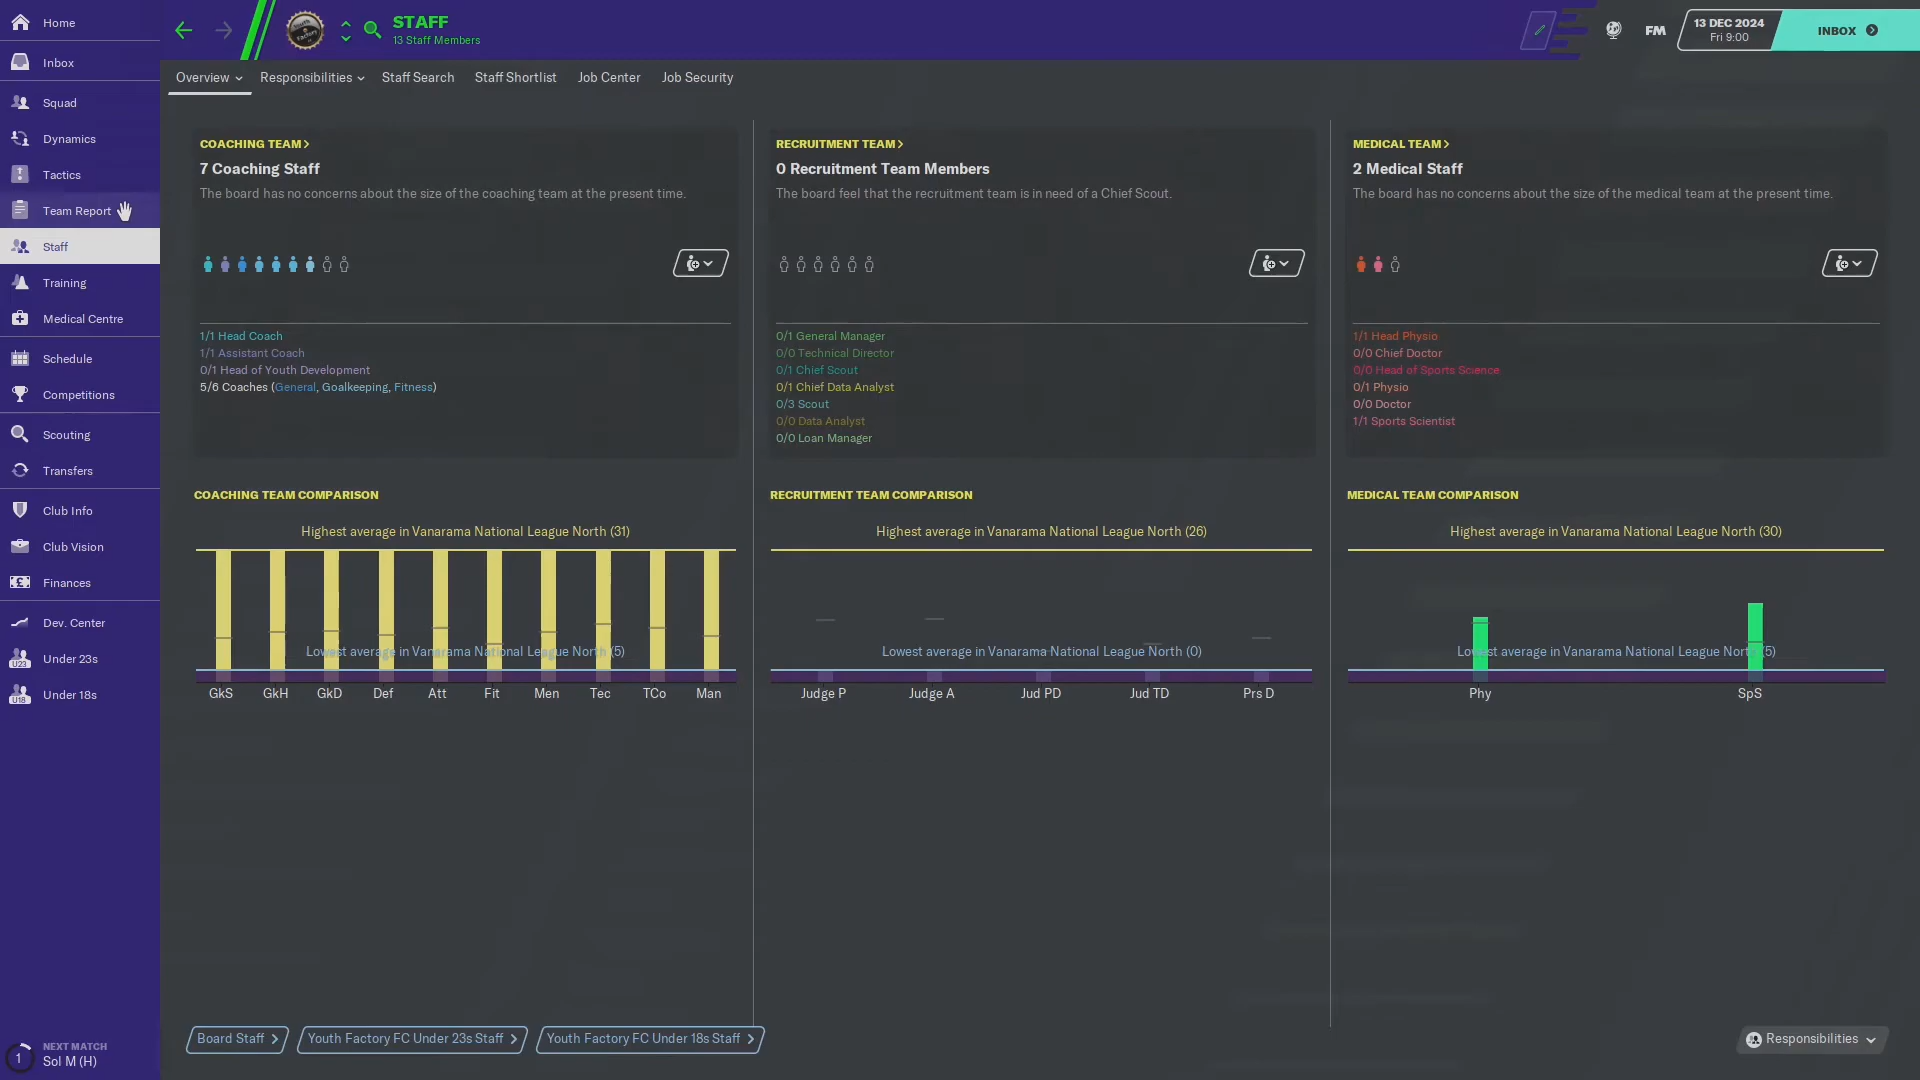 Home
Inbox
Squad
Dynamics
Tactics
Team Report
Staff
Training
Medical Centre
Schedule
Competitions
Scouting
Transfers
Club Info
Club Vision
Finances
Dev. Center
U23
Under 23s
U18
Under 18s
1
NEXT MATCH
Sol M (H)
STAFF
13 Staff Members
FM
13 DEC 2024
Fri 9:00
INBOX
Overview
Responsibilities
Staff Search
Staff Shortlist
Job Center
Job Security
COACHING TEAM
7 Coaching Staff
The board has no concerns about the size of the coaching team at the present time.
1/1 Head Coach
1/1 Assistant Coach
0/1 Head of Youth Development
5/6 Coaches (General, Goalkeeping, Fitness)
RECRUITMENT TEAM
0 Recruitment Team Members
The board feel that the recruitment team is in need of a Chief Scout.
0/1 General Manager
0/0 Technical Director
0/1 Chief Scout
0/1 Chief Data Analyst
0/3 Scout
0/0 Data Analyst
0/0 Loan Manager
MEDICAL TEAM
2 Medical Staff
The board has no concerns about the size of the medical team at the present time.
1/1 Head Physio
0/0 Chief Doctor
0/0 Head of Sports Science
0/1 Physio
0/0 Doctor
1/1 Sports Scientist
COACHING TEAM COMPARISON
Highest average in Vanarama National League North (31)
Lowest average in Vanarama National League North (5)
GkS GkH GkD Def Att Fit Men Tec TCo Man
RECRUITMENT TEAM COMPARISON
Highest average in Vanarama National League North (26)
Lowest average in Vanarama National League North (0)
Judge P Judge A Jud PD Jud TD Prs D
MEDICAL TEAM COMPARISON
Highest average in Vanarama National League North (30)
Lowest average in Vanarama National League North (5)
Phy SpS
Board Staff
Youth Factory FC Under 23s Staff
Youth Factory FC Under 18s Staff
Responsibilities